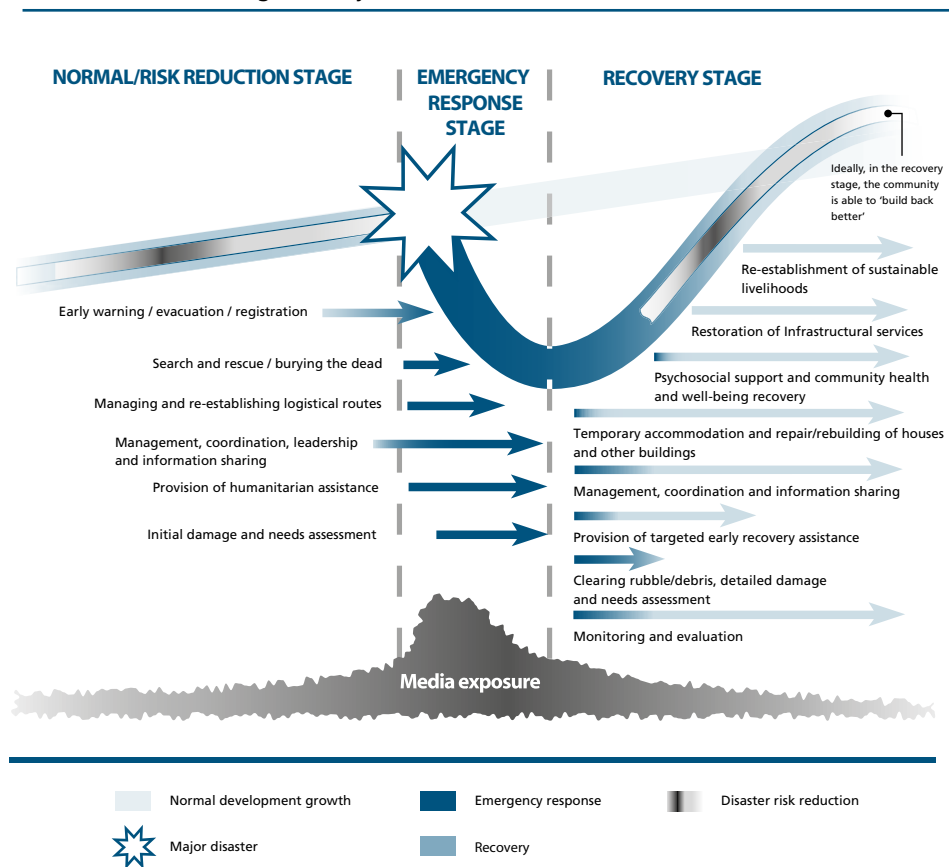 NORMAL/RISK REDUCTION STAGE
EMERGENCY
RESPONSE
STAGE
RECOVERY STAGE
Ideally, in the recovery
stage, the community
is able to ‘build back
better’
Early warning / evacuation / registration
Search and rescue / burying the dead
Managing and re-establishing logistical routes
Management, coordination, leadership
and information sharing
Provision of humanitarian assistance
Initial damage and needs assessment
Re-establishment of sustainable
livelihoods
Restoration of Infrastructural services
Psychosocial support and community health
and well-being recovery
Temporary accommodation and repair/rebuilding of houses
and other buildings
Management, coordination and information sharing
Provision of targeted early recovery assistance
Clearing rubble/debris, detailed damage
and needs assessment
Monitoring and evaluation
Media exposure
Normal development growth
Emergency response
Disaster risk reduction
Major disaster
Recovery